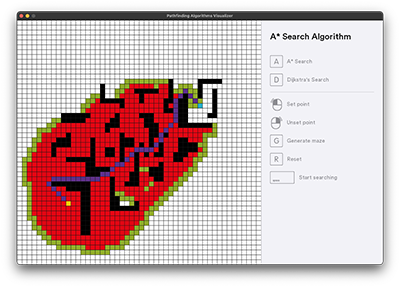 Pathfinding Algorithms Visualizer
A* Search Algorithm
A A* Search
D Dijkstra's Search
Set point
Unset point
G Generate maze
R Reset
Start searching